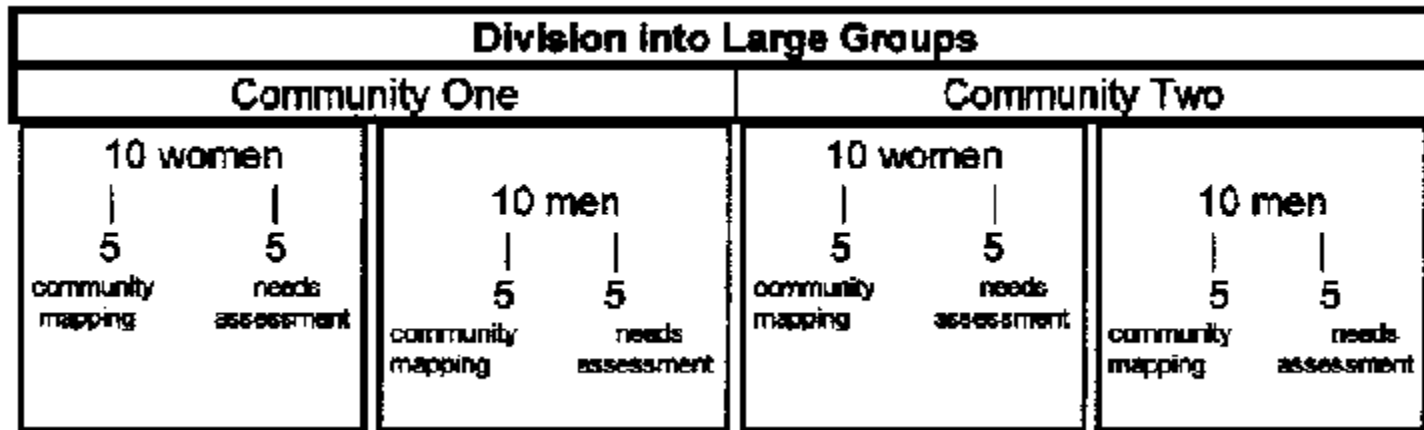 Division into Large Groups
Community One
Community Two
10 women
5 5
community needs
mapping assessment
10 men
5 5
community needs
mapping assessment
10 women
5 5
community needs
mapping assessment
10 men
5 5
community needs
mapping assessment